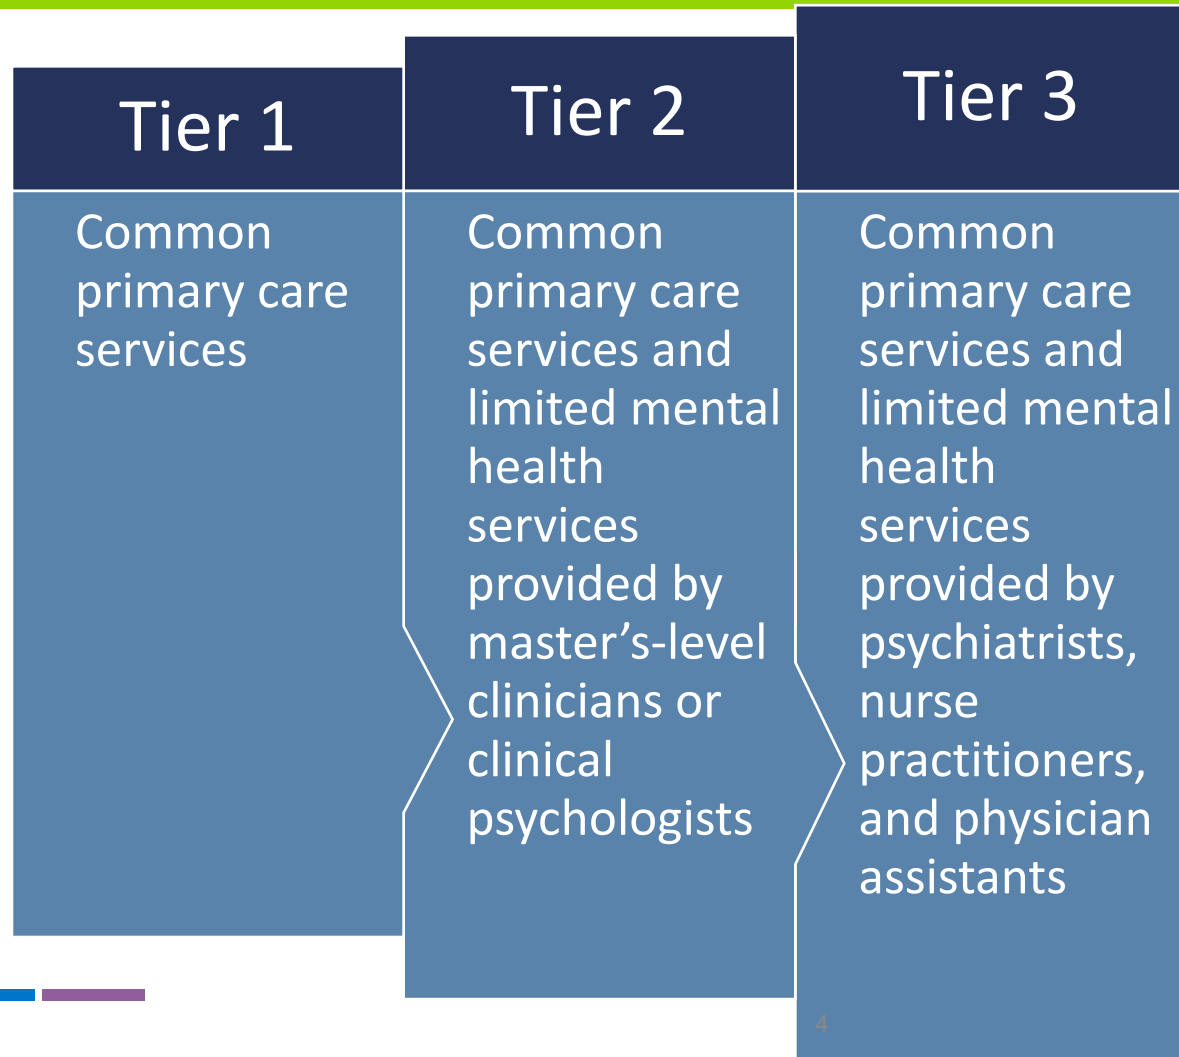 Tier 1
Common
primary care
services
Tier 2
Common
primary care
services and
limited mental
health
services
provided by
master’s-level
clinicians or
clinical
psychologists
Tier 3
Common
primary care
services and
limited mental
health
services
provided by
psychiatrists,
nurse
practitioners,
and physician
assistants
4